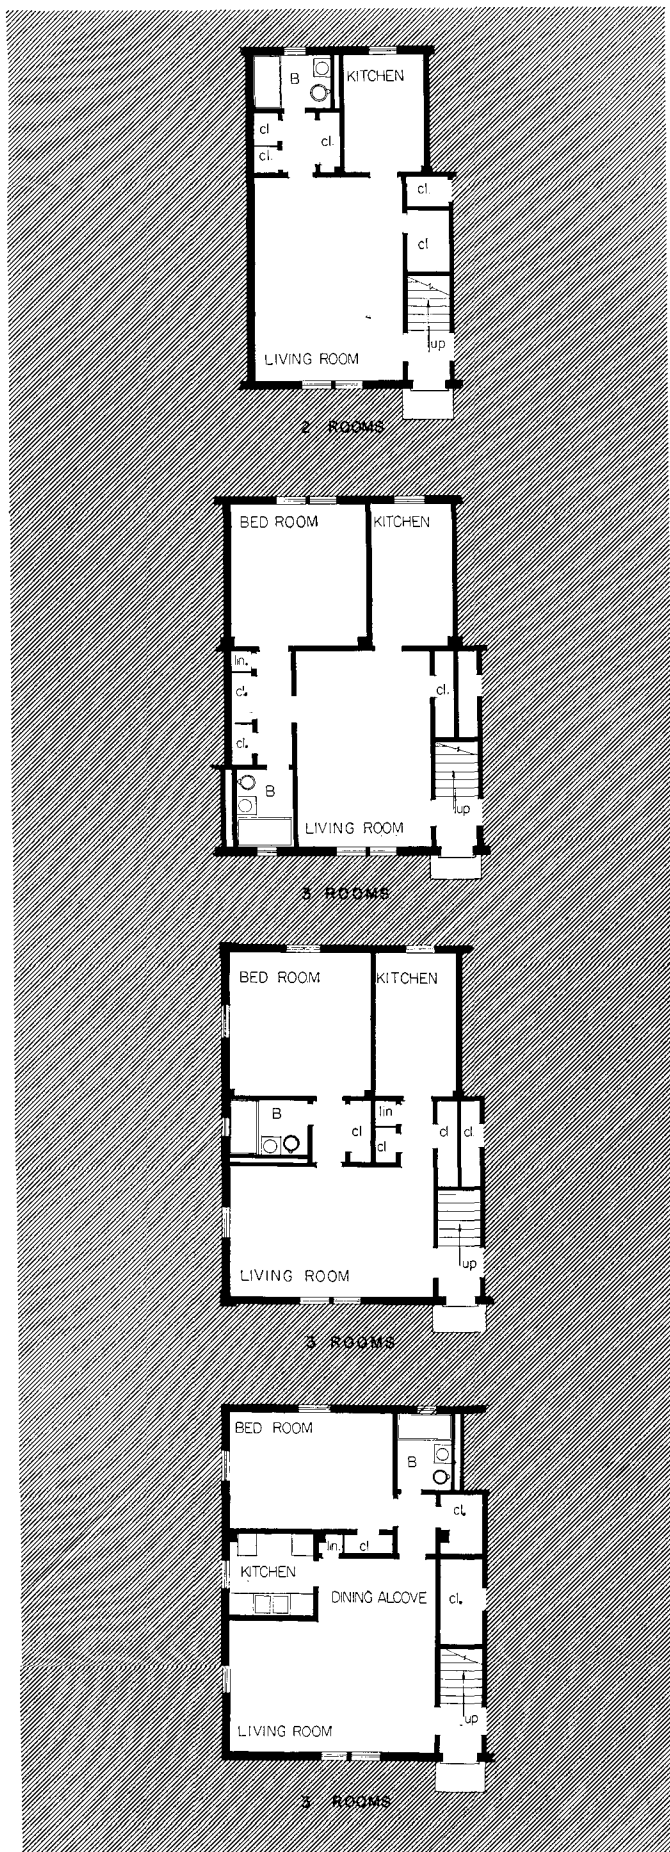 B KITCHEN
cl
cl.
cl.
cl.
cl
up
LIVING ROOM
2 ROOMS
BED ROOM KITCHEN
lin.
cl.
cl.
cl.
B
up
LIVING ROOM
3 ROOMS
BED ROOM KITCHEN
B
lin
cl
cl
cl
cl
up
LIVING ROOM
3 ROOMS
BED ROOM
B
cl.
lin. cl
KITCHEN
DINING ALCOVE cl.
up
LIVING ROOM
3 ROOMS